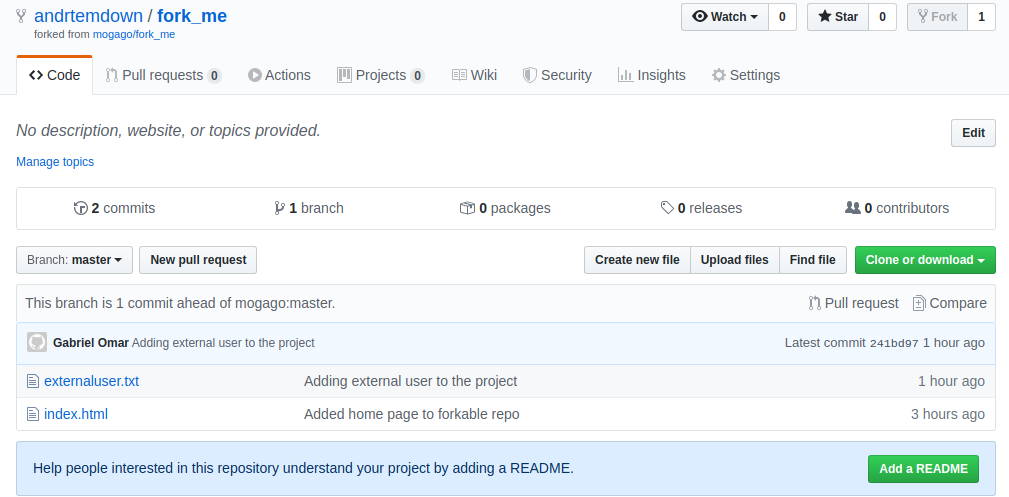 andrtemdown / fork_me
Watch 0 Star 0 Fork 1
forked from mogago/fork_me
Code Pull requests 0 Actions Projects 0 Wiki Security Insights Settings
No description, website, or topics provided.
Edit
Manage topics
2 commits 1 branch 0 packages 0 releases 0 contributors
Branch: master New pull request Create new file Upload files Find file Clone or download
This branch is 1 commit ahead of mogago:master. Pull request Compare
Gabriel Omar Adding external user to the project Latest commit 241bd97 1 hour ago
externaluser.txt Adding external user to the project 1 hour ago
index.html Added home page to forkable repo 3 hours ago
Help people interested in this repository understand your project by adding a README. Add a README